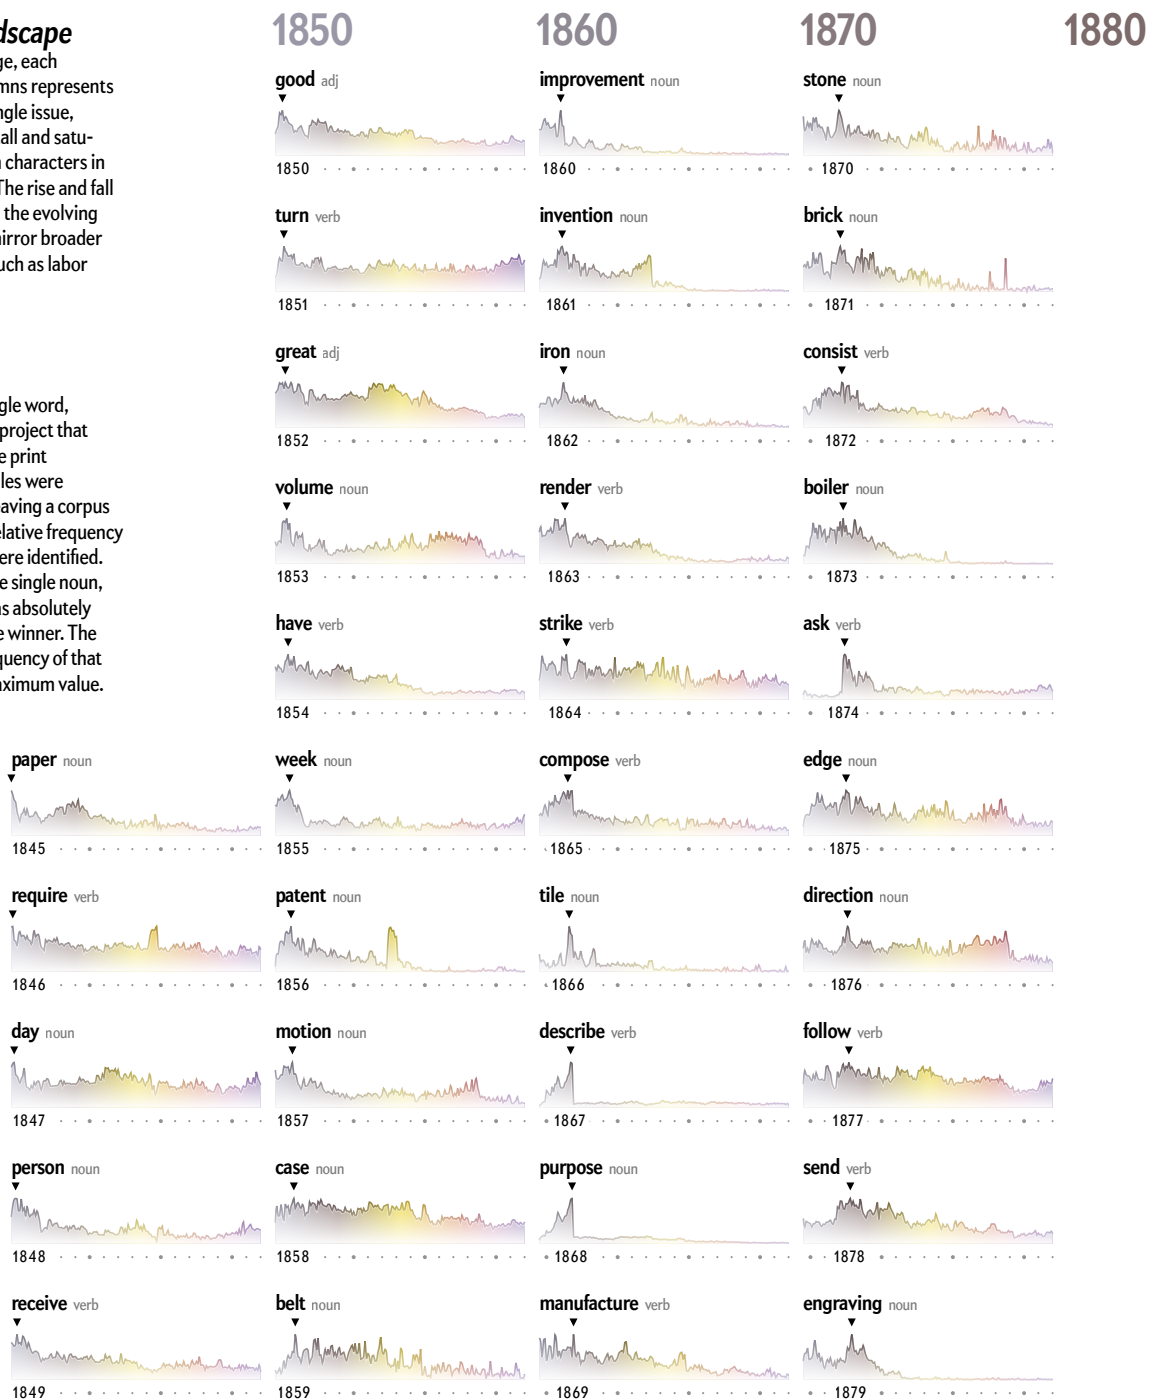 dscape
ge, each
mns represents
ngle issue,
all and satu-
n characters in
The rise and fall
the evolving
mirror broader
uch as labor
gle word,
project that
e print
les were
eaving a corpus
elative frequency
ere identified.
e single noun,
as absolutely
e winner. The
quency of that
aximum value.
paper noun
1845
require verb
1846
day noun
1847
person noun
1848
receive verb
1849
1850
good adj
1850
turn verb
1851
great adj
1852
volume noun
1853
have verb
1854
week noun
1855
patent noun
1856
motion noun
1857
case noun
1858
belt noun
1859
1860
improvement noun
1860
invention noun
1861
iron noun
1862
render verb
1863
strike verb
1864
compose verb
1865
tile noun
1866
describe verb
1867
purpose noun
1868
manufacture verb
1869
1870
stone noun
1870
brick noun
1871
consist verb
1872
boiler noun
1873
ask verb
1874
edge noun
1875
direction noun
1876
follow verb
1877
send verb
1878
engraving noun
1879
1880